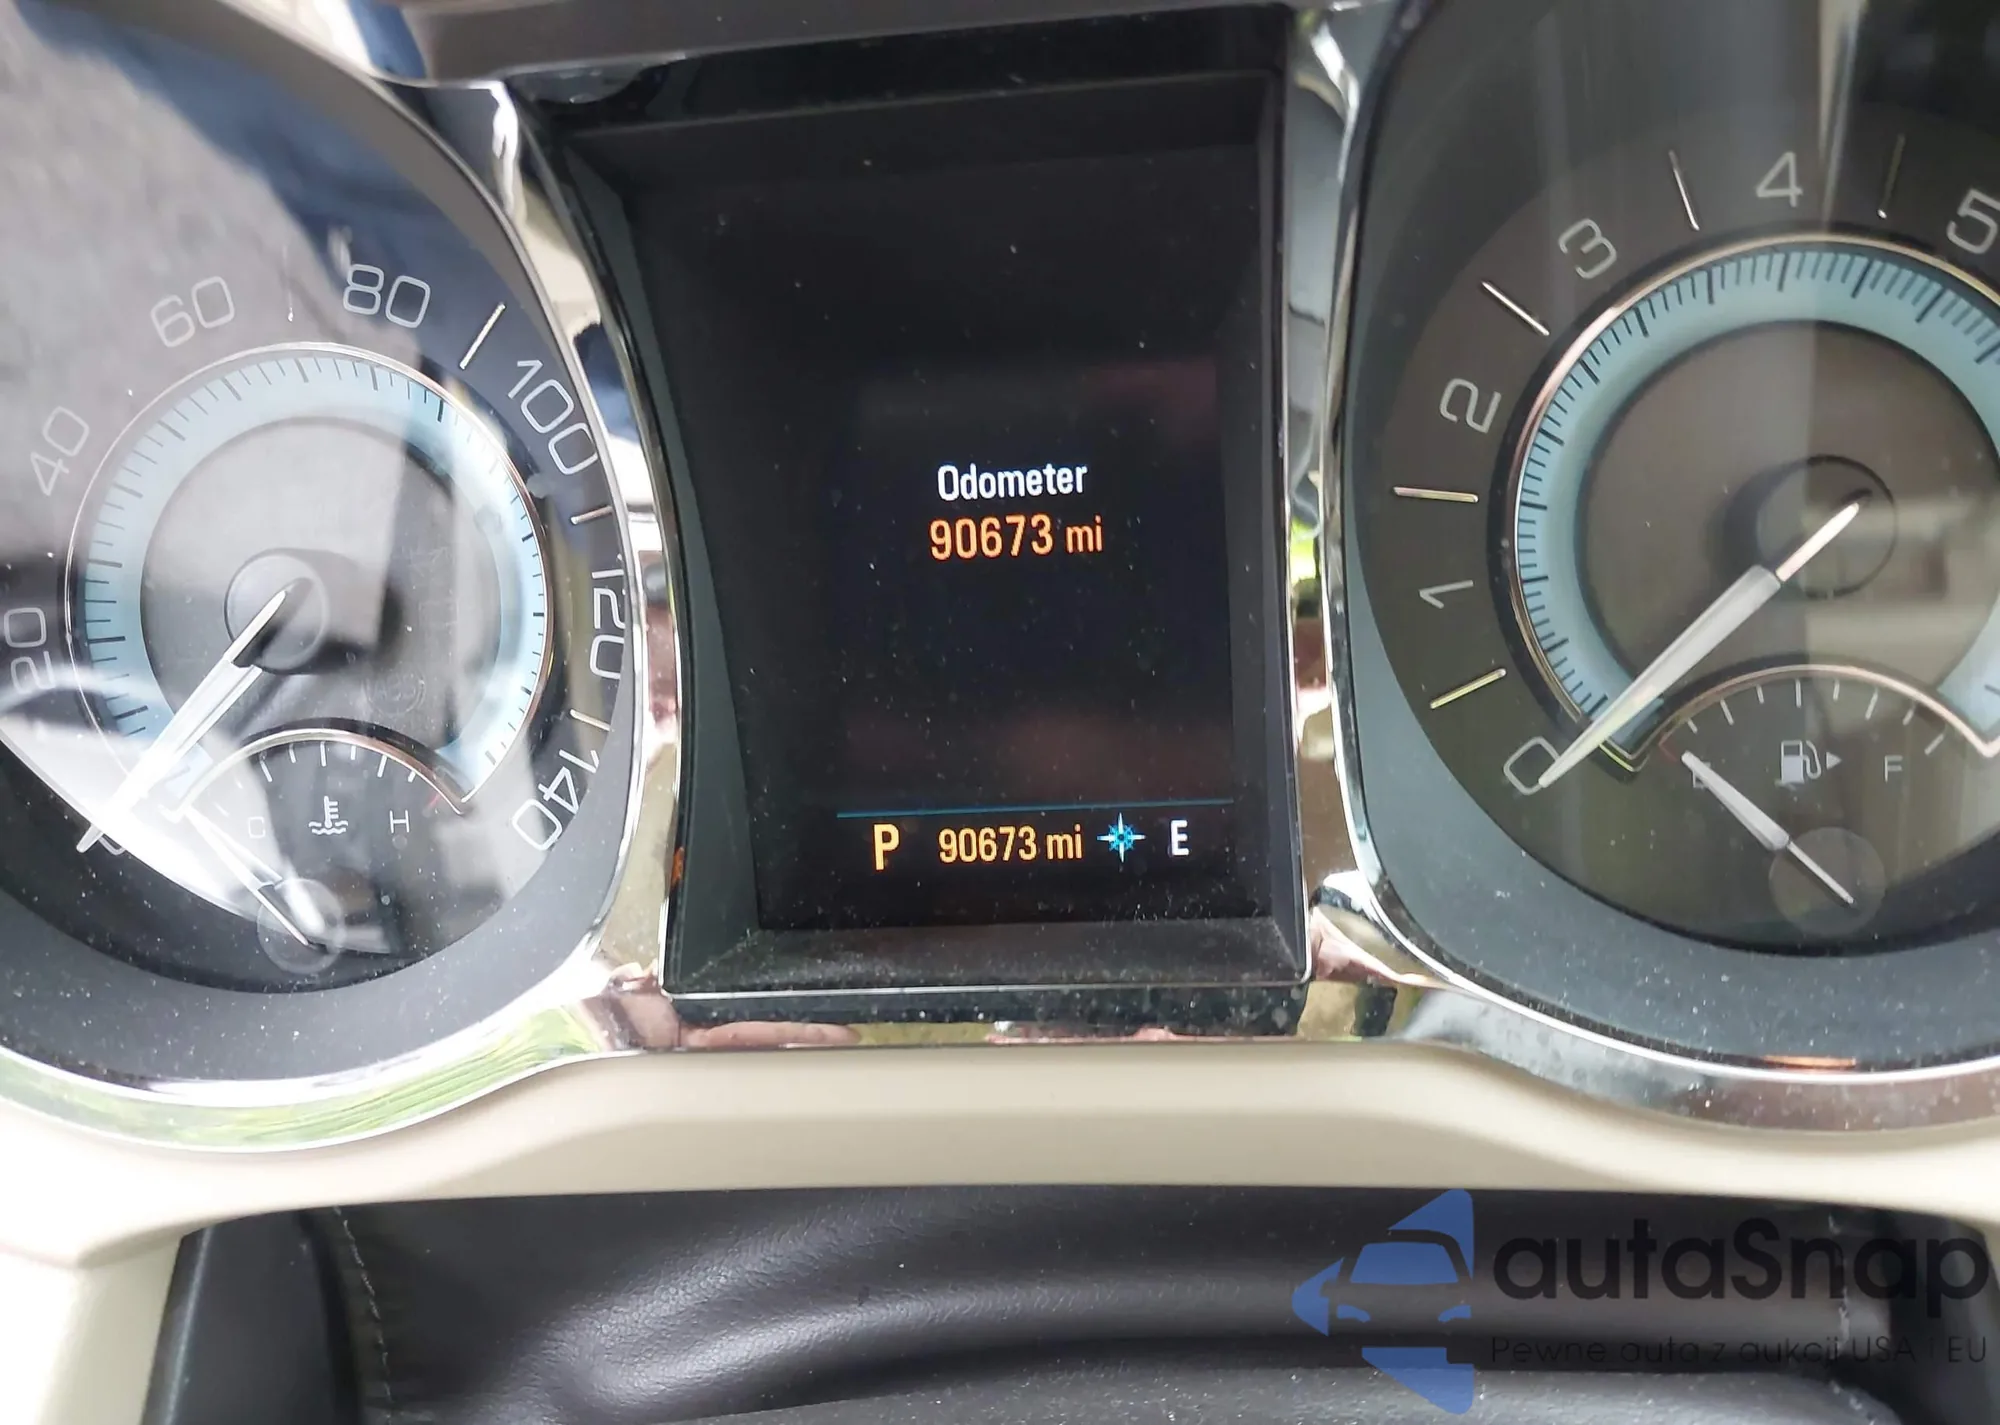 20
40
60
80
100
120
140
C
H
Odometer
90673 mi
P 90673 mi E
0
1
2
3
4
5
E
F
autaSnap
Pewne auta z aukcji USA i EU